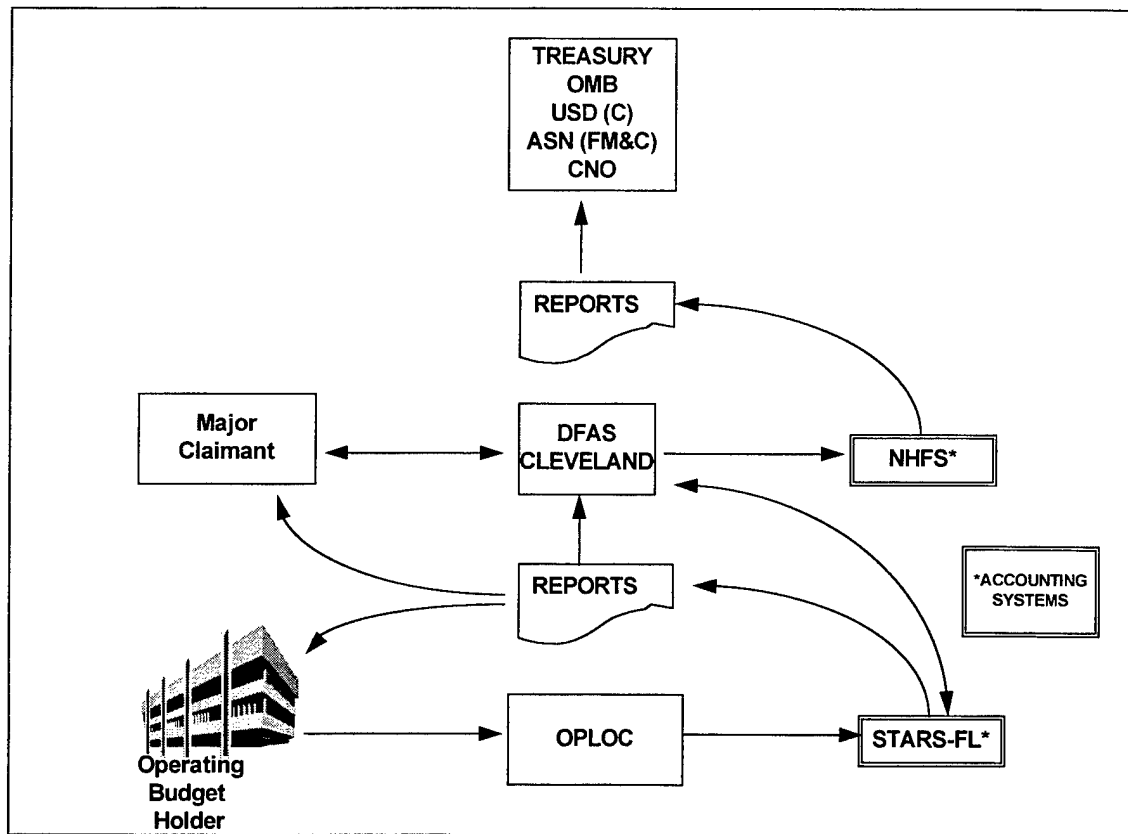 TREASURY
OMB
USD (C)
ASN (FM&C)
CNO
REPORTS
Major
Claimant
DFAS
CLEVELAND
NHFS*
REPORTS
*ACCOUNTING
SYSTEMS
OPLOC
STARS-FL*
Operating
Budget
Holder